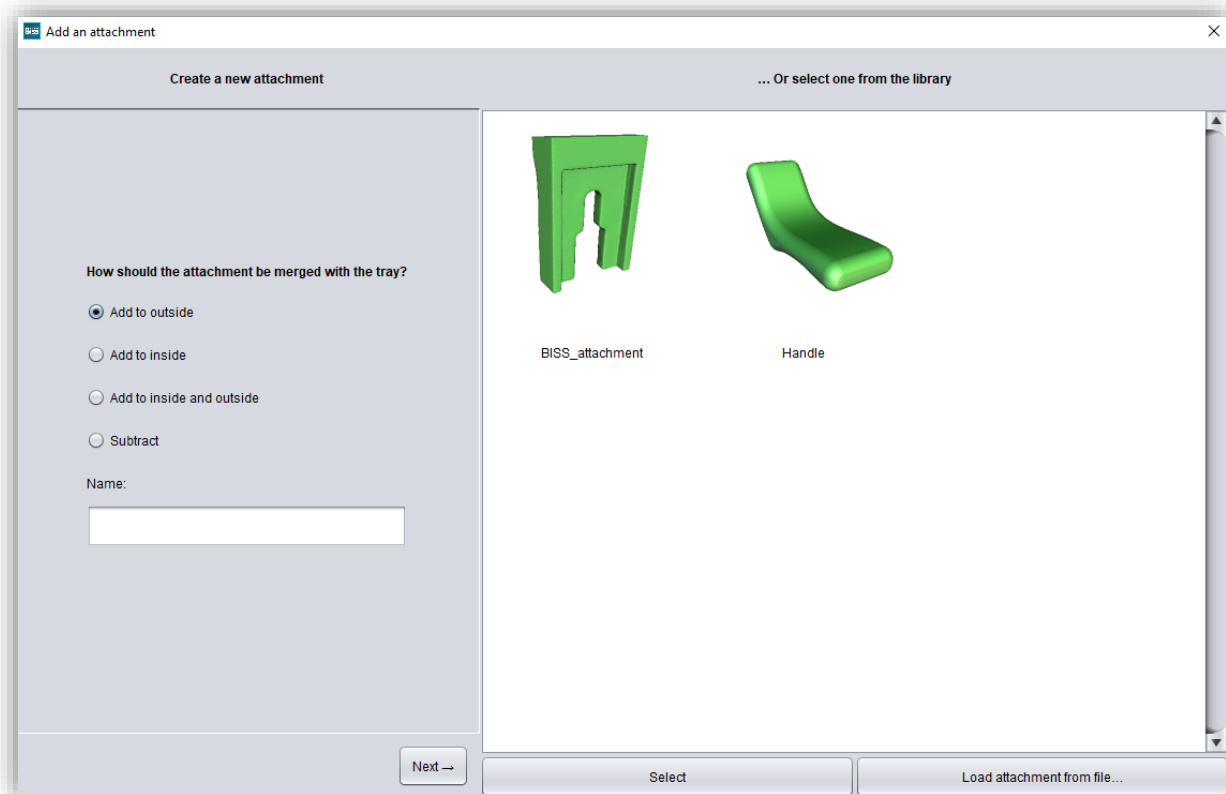 BISS Add an attachment
Create a new attachment
... Or select one from the library
How should the attachment be merged with the tray?
Add to outside
Add to inside
Add to inside and outside
Subtract
Name:
Next→
BISS_attachment
Handle
Select
Load attachment from file...